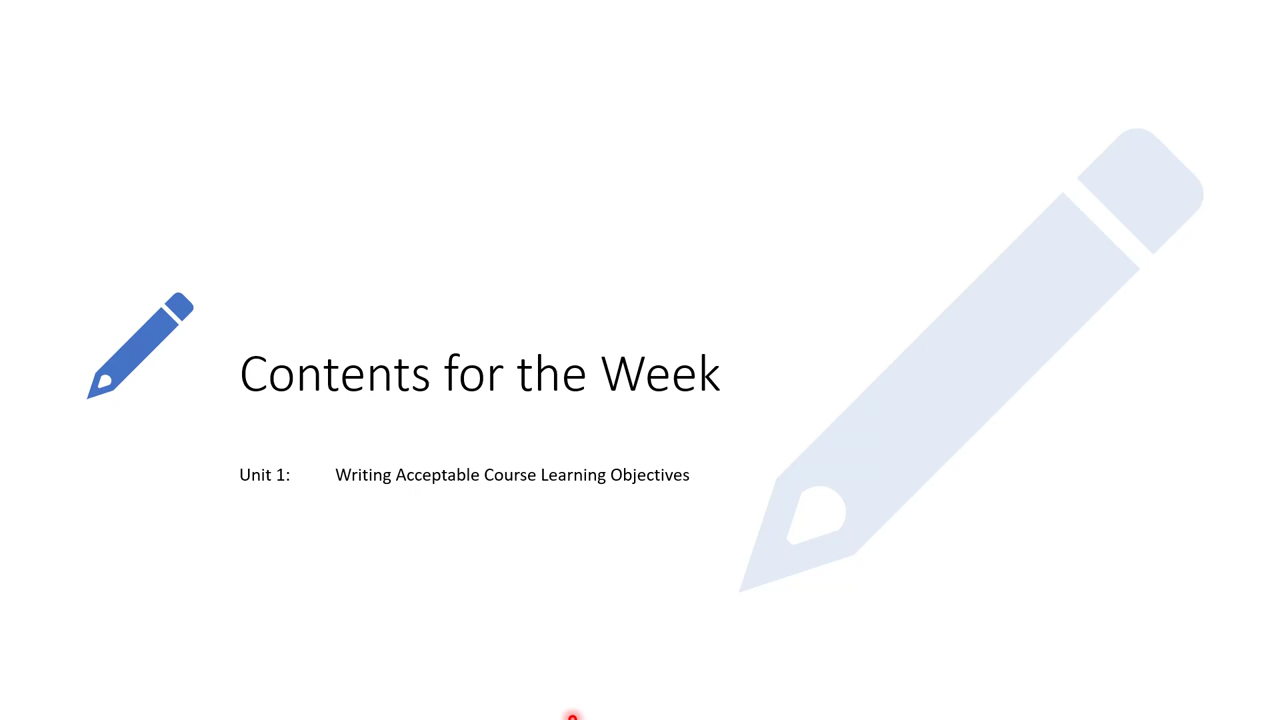 Contents for the Week
Unit 1: Writing Acceptable Course Learning Objectives